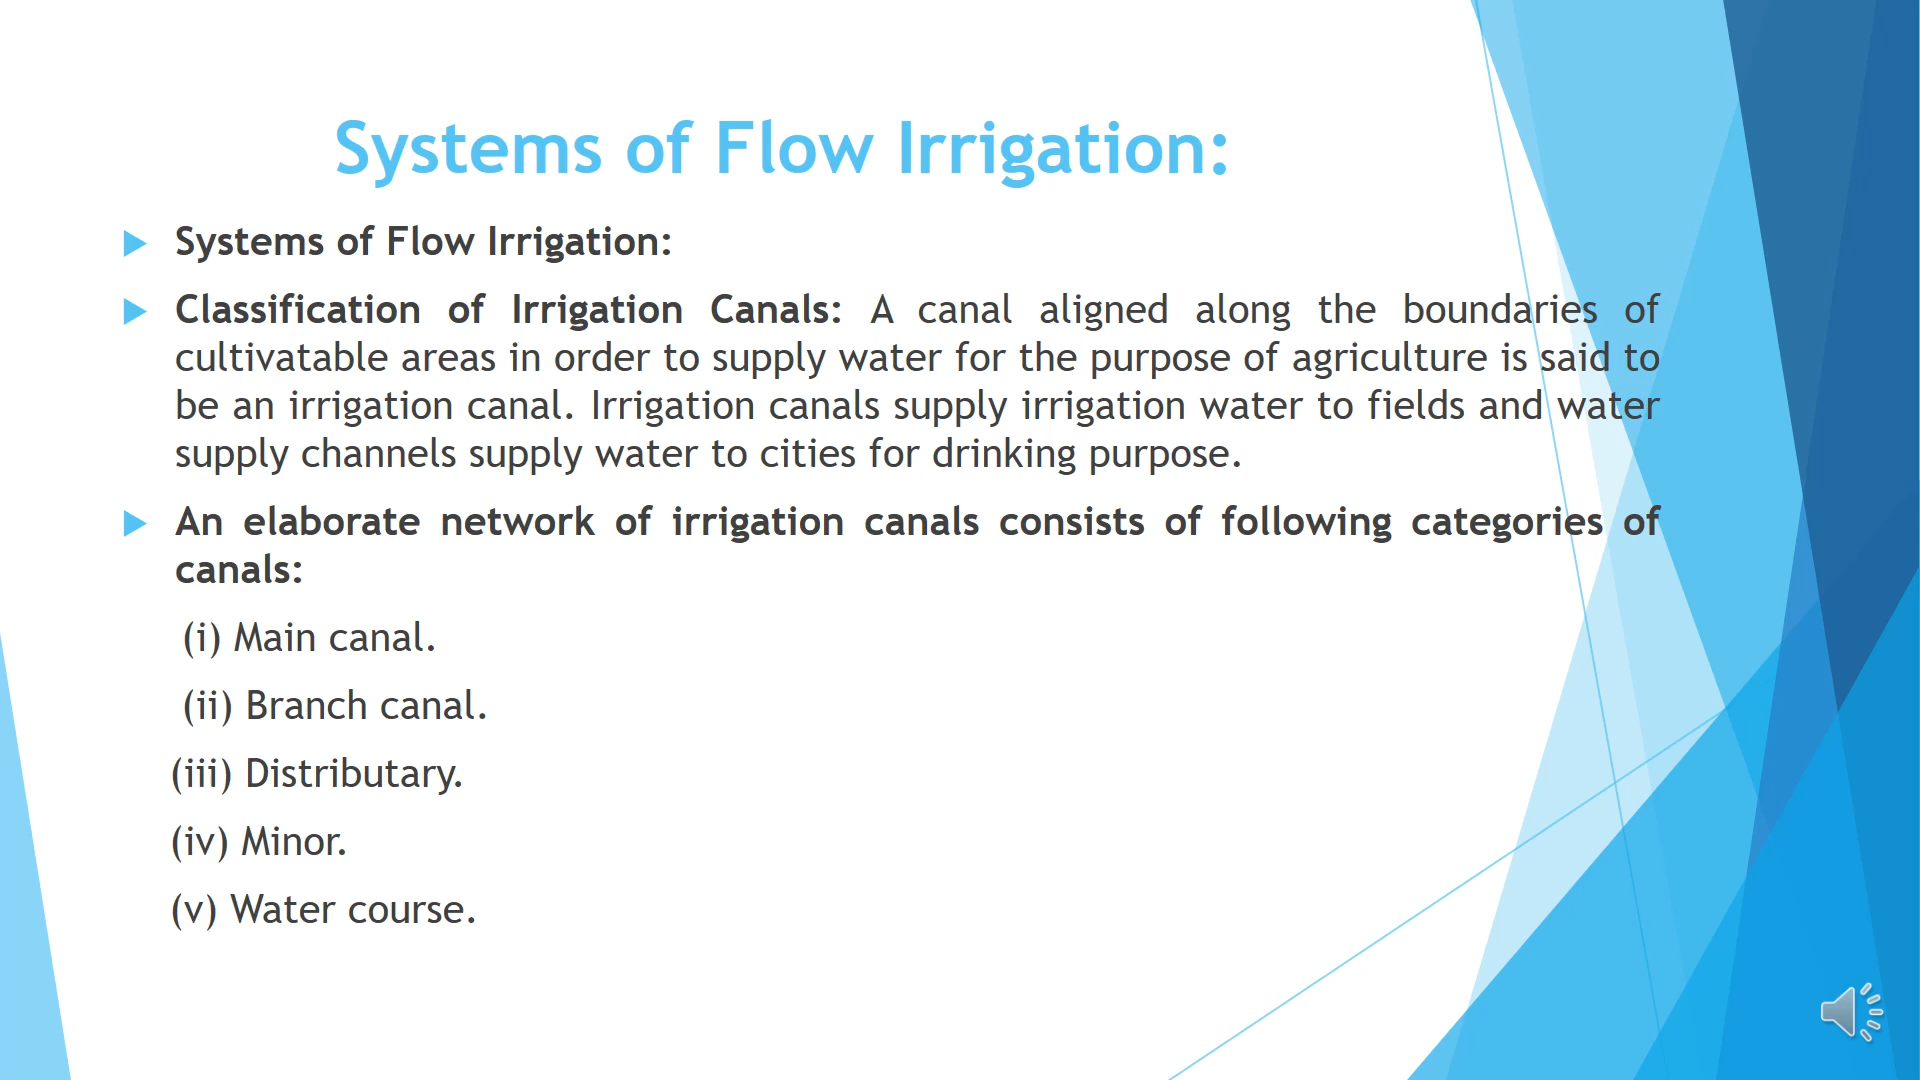 Systems of Flow Irrigation:
Systems of Flow Irrigation:
Classification of Irrigation Canals: A canal aligned along the boundaries of
cultivatable areas in order to supply water for the purpose of agriculture is said to
be an irrigation canal. Irrigation canals supply irrigation water to fields and water
supply channels supply water to cities for drinking purpose.
An elaborate network of irrigation canals consists of following categories of
canals:
(i) Main canal.
(ii) Branch canal.
(iii) Distributary.
(iv) Minor.
(v) Water course.